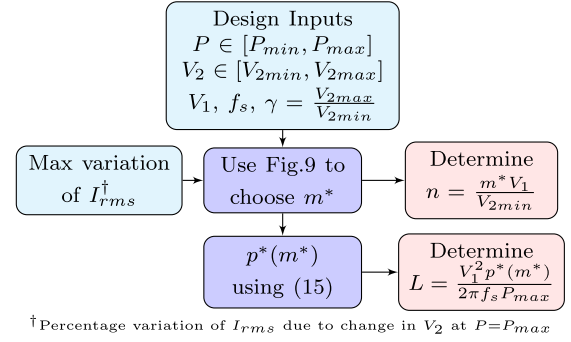 Design Inputs
P ∈ [P_min, P_max]
V_2 ∈ [V_2min, V_2max]
V_1, f_s, γ = V_2max / V_2min
Max variation
of I†_rms
Use Fig.9 to
choose m*
Determine
n = m*V_1 / V_2min
p*(m*)
using (15)
Determine
L = V_1^2 p*(m*) / 2πf_s P_max
†Percentage variation of I_rms due to change in V_2 at P=P_max